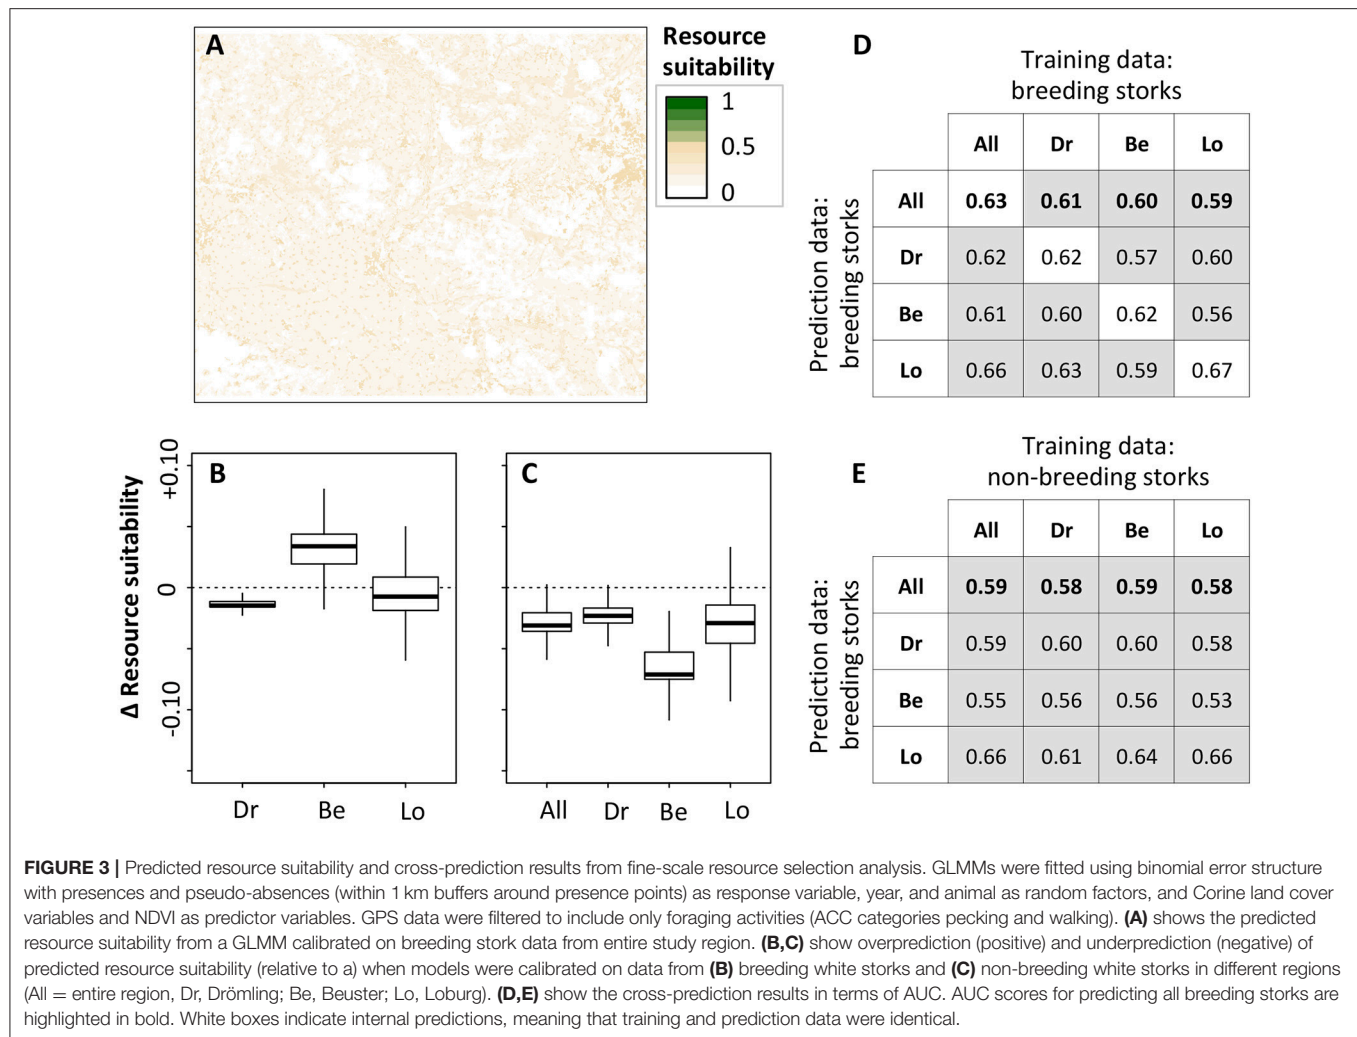 A
Resource
suitability
1
0.5
0
D
Training data:
breeding storks
Prediction data:
breeding storks
All Dr Be Lo
All 0.63 0.61 0.60 0.59
Dr 0.62 0.62 0.57 0.60
Be 0.61 0.60 0.62 0.56
Lo 0.66 0.63 0.59 0.67
Δ Resource suitability
+0.10
0
-0.10
B
Dr Be Lo
C
All Dr Be Lo
E
Training data:
non-breeding storks
Prediction data:
breeding storks
All Dr Be Lo
All 0.59 0.58 0.59 0.58
Dr 0.59 0.60 0.60 0.58
Be 0.55 0.56 0.56 0.53
Lo 0.66 0.61 0.64 0.66
FIGURE 3 | Predicted resource suitability and cross-prediction results from fine-scale resource selection analysis. GLMMs were fitted using binomial error structure
with presences and pseudo-absences (within 1 km buffers around presence points) as response variable, year, and animal as random factors, and Corine land cover
variables and NDVI as predictor variables. GPS data were filtered to include only foraging activities (ACC categories pecking and walking). (A) shows the predicted
resource suitability from a GLMM calibrated on breeding stork data from entire study region. (B,C) show overprediction (positive) and underprediction (negative) of
predicted resource suitability (relative to a) when models were calibrated on data from (B) breeding white storks and (C) non-breeding white storks in different regions
(All = entire region, Dr, Drömling; Be, Beuster; Lo, Loburg). (D,E) show the cross-prediction results in terms of AUC. AUC scores for predicting all breeding storks are
highlighted in bold. White boxes indicate internal predictions, meaning that training and prediction data were identical.